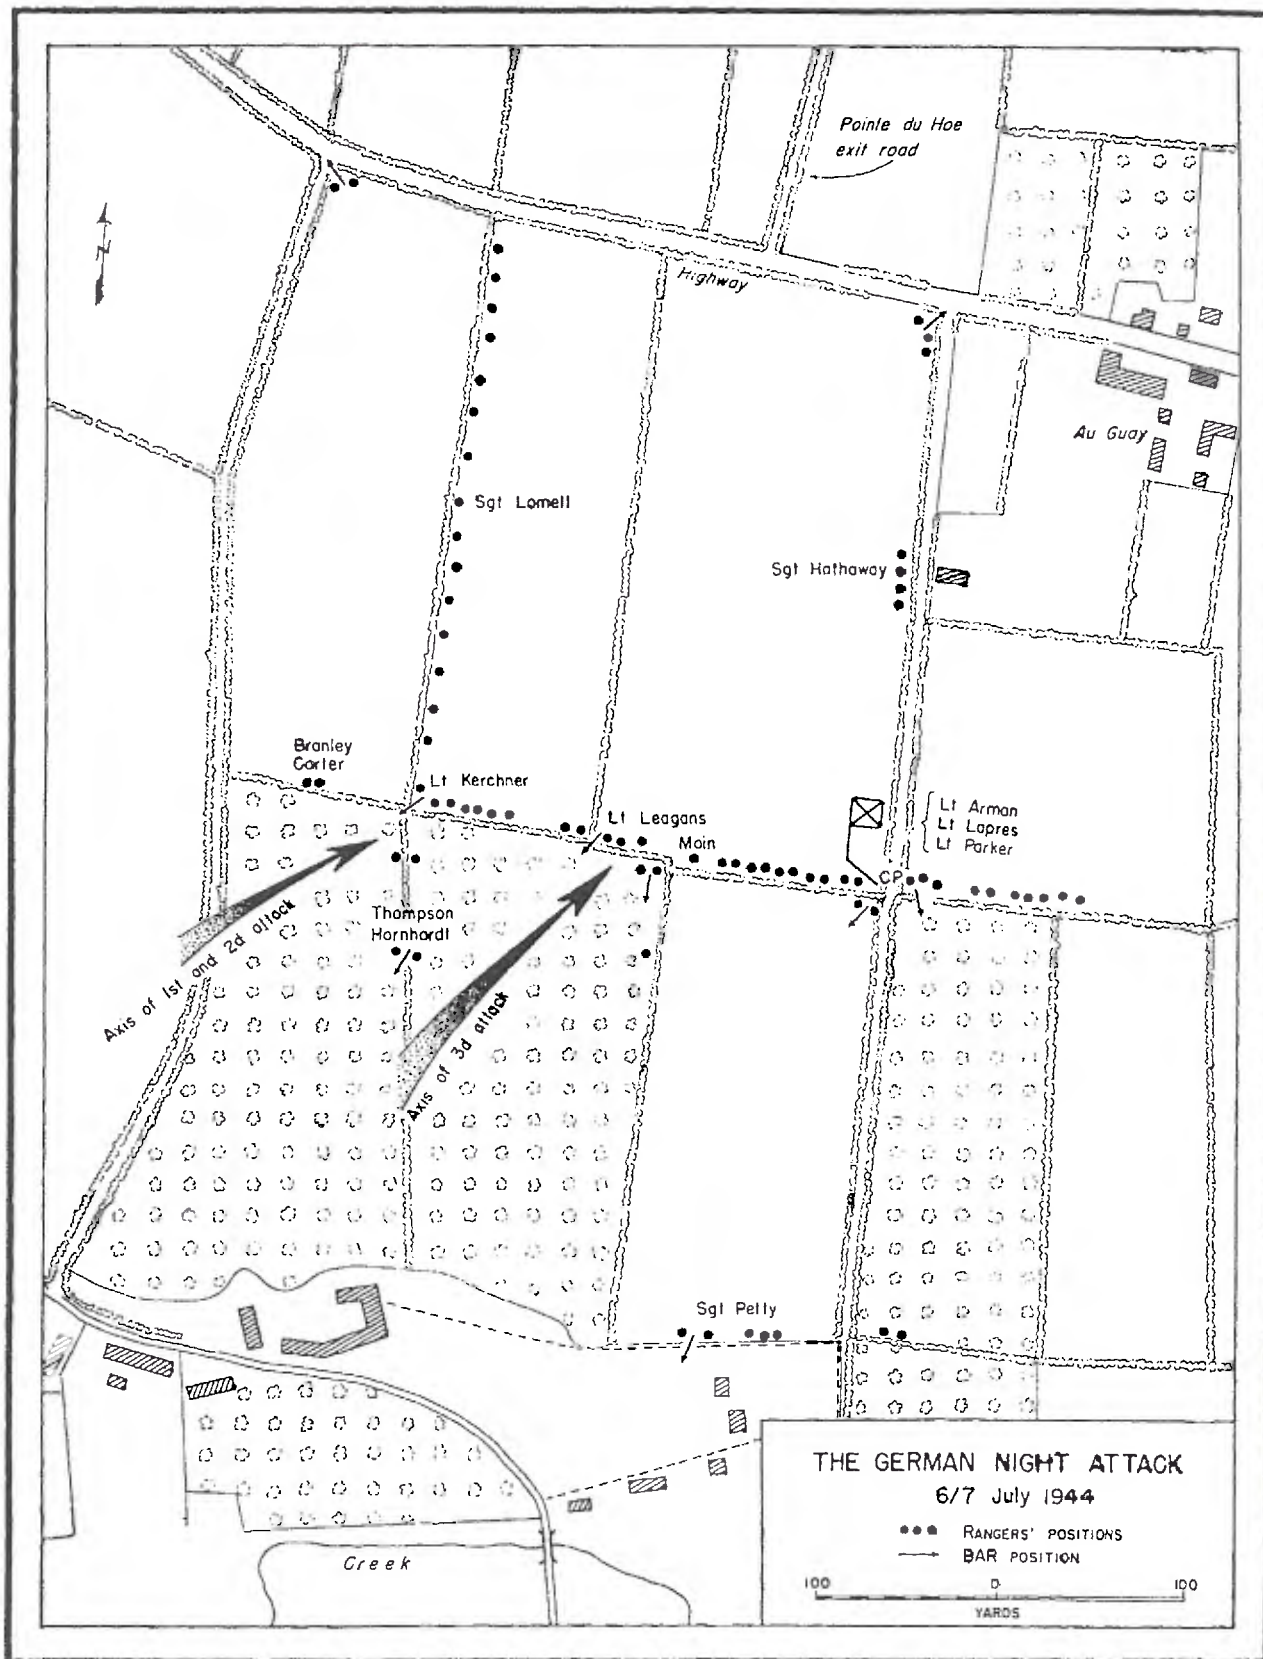 Pointe du Hoe
exit road
Highway
Au Guay
Sgt Lomell
Sgt Hathaway
Branley
Carter
Lt Kerchner
Lt Leagans
Moin
Lt Arman
Lt Lapres
Lt Parker
CP
Thompson
Hornhardt
Axis of 1st and 2d attack
Axis of 3d attack
Sgt Petty
Creek
N
THE GERMAN NIGHT ATTACK
6/7 July 1944
RANGERS' POSITIONS
BAR POSITION
100 0 100
YARDS